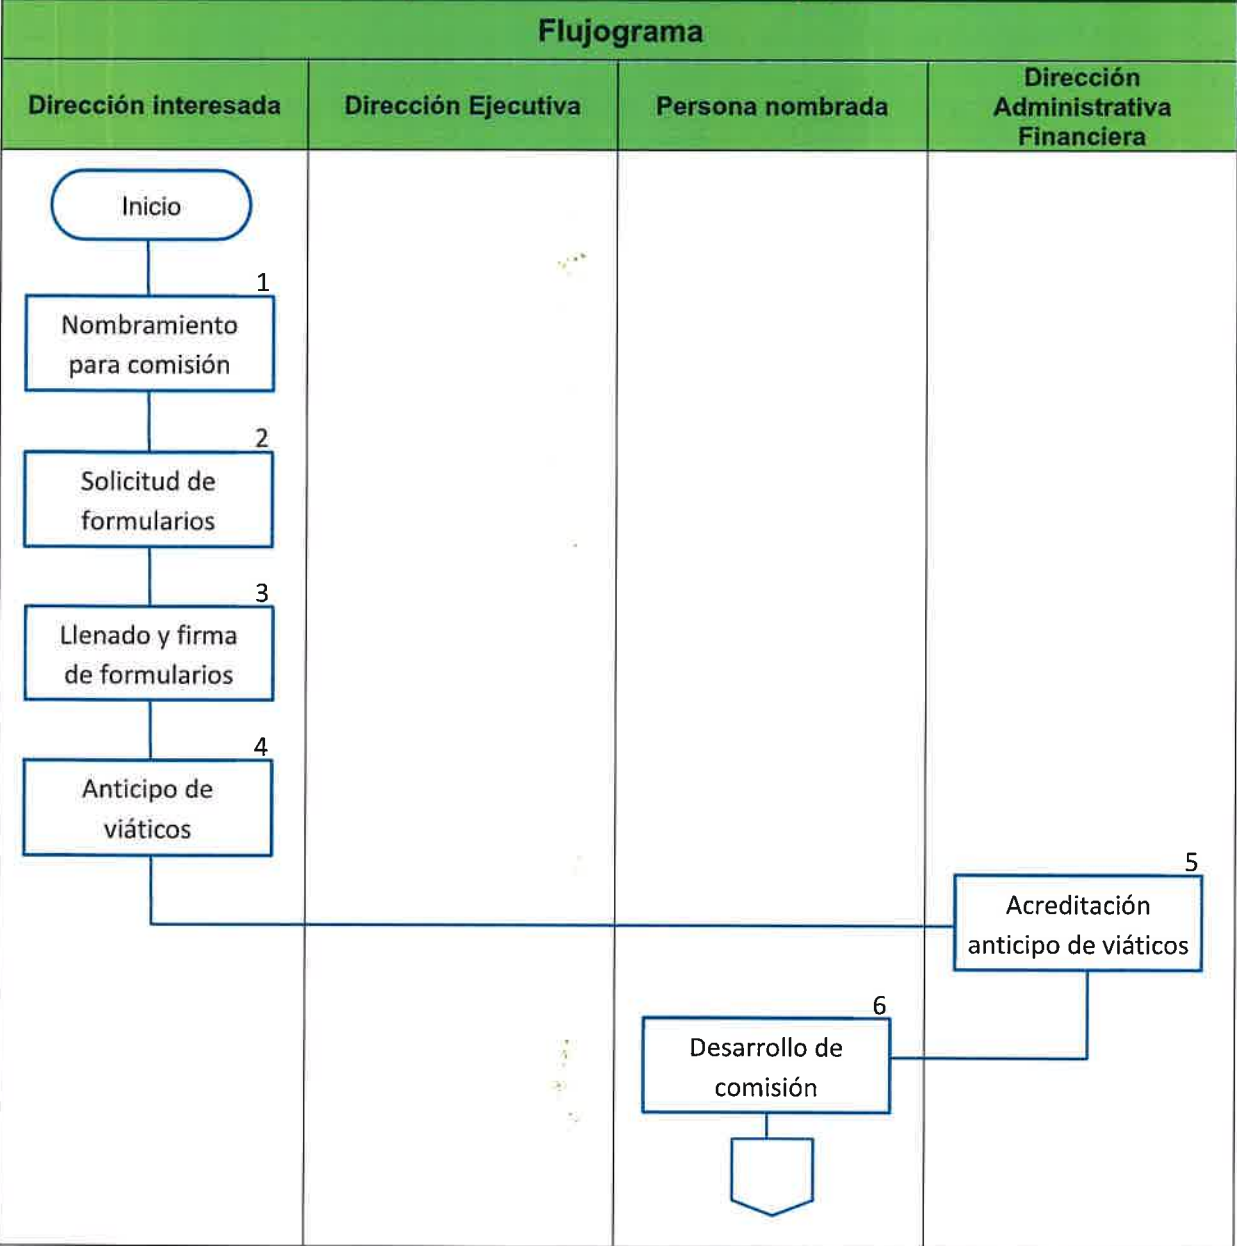 Flujograma
Dirección interesada
Dirección Ejecutiva
Persona nombrada
Dirección
Administrativa
Financiera
Inicio
1
Nombramiento
para comisión
2
Solicitud de
formularios
3
Llenado y firma
de formularios
4
Anticipo de
viáticos
5
Acreditación
anticipo de viáticos
6
Desarrollo de
comisión